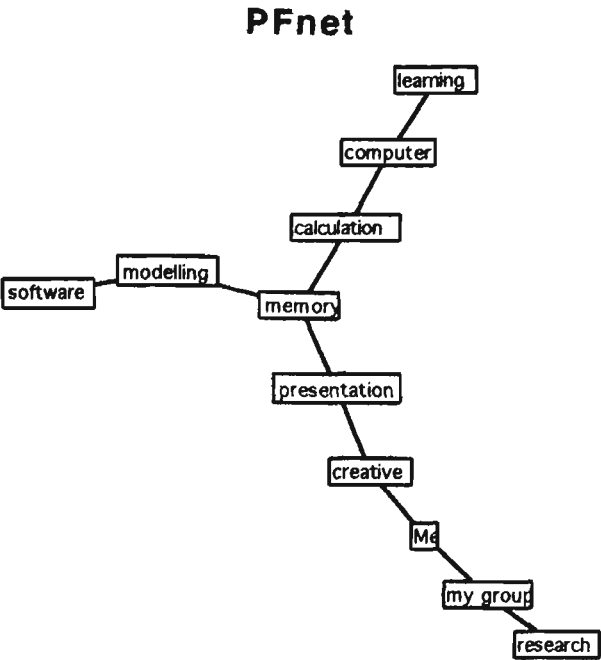 PFnet
learning
computer
calculation
modelling
software
memory
presentation
creative
Me
my group
research